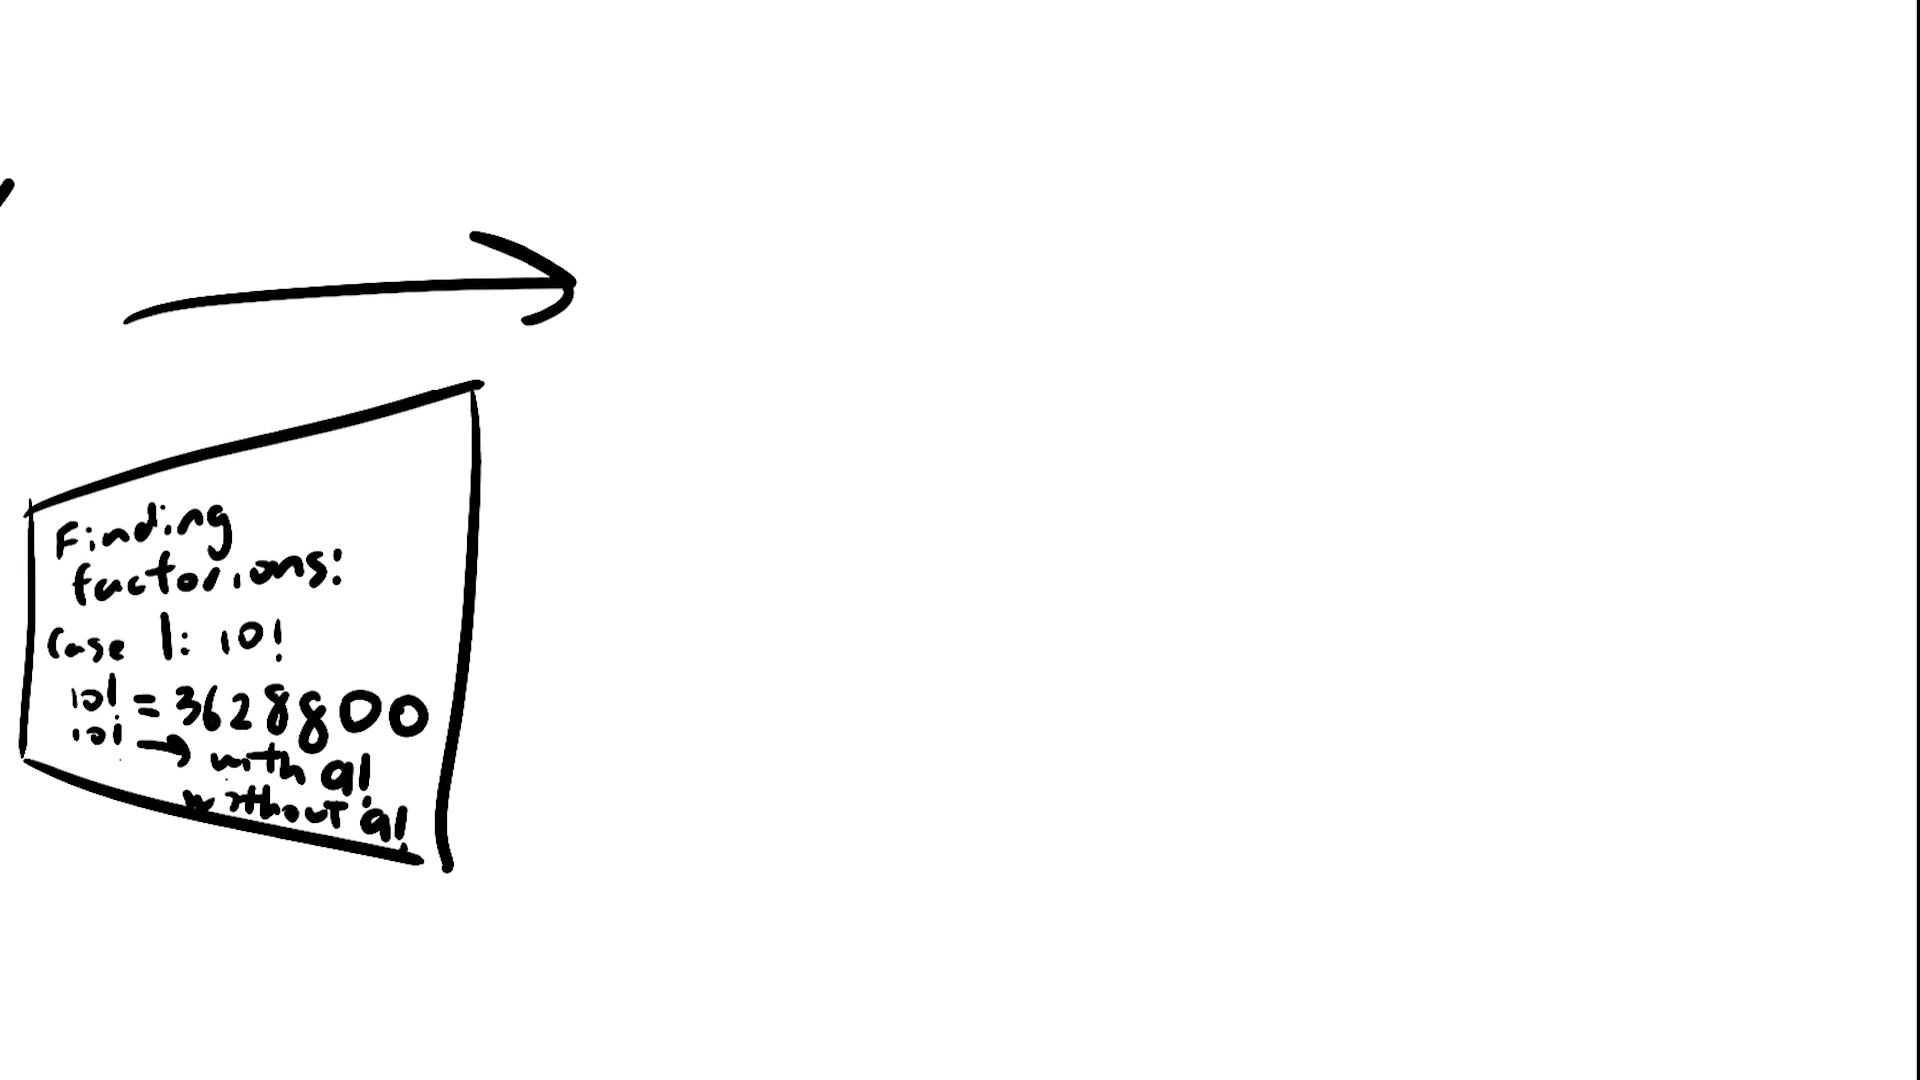 Finding
factorions:
Case 1: 10!
10! = 3628800
10! → with 9!
without 9!